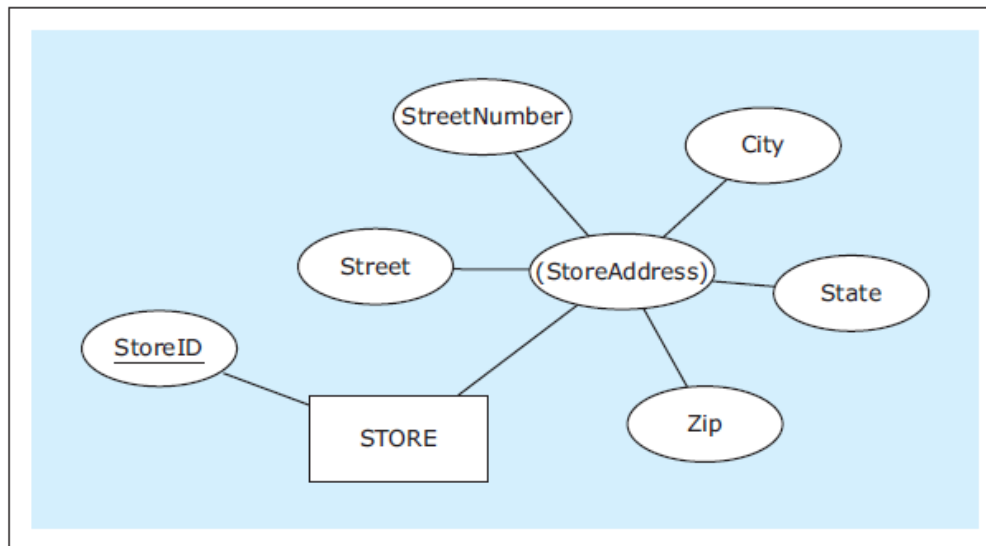 StreetNumber
City
Street
(StoreAddress)
State
StoreID
Zip
STORE